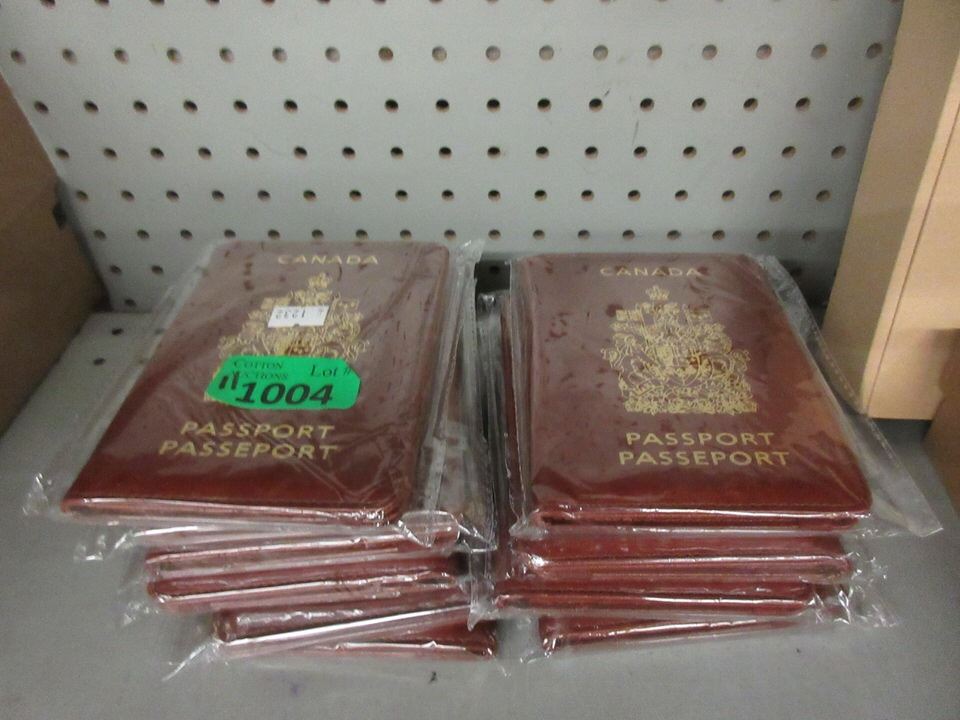 CANADA
COTTON
AUCTIONS
Lot #
1004
PASSPORT
PASSEPORT
CANADA
PASSPORT
PASSEPORT